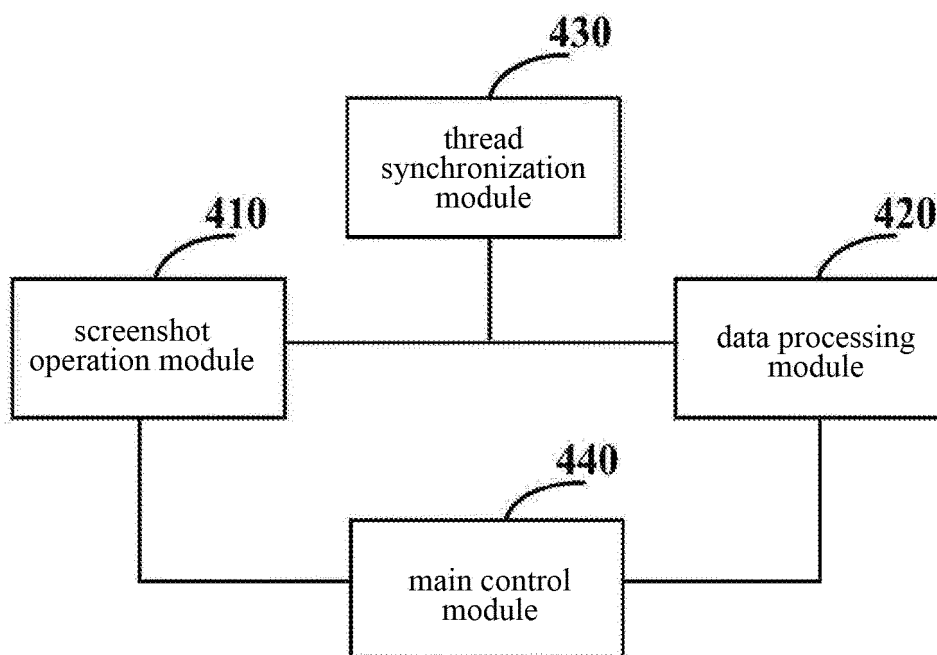 430
thread
synchronization
module
410
420
screenshot
operation module
data processing
module
440
main control
module